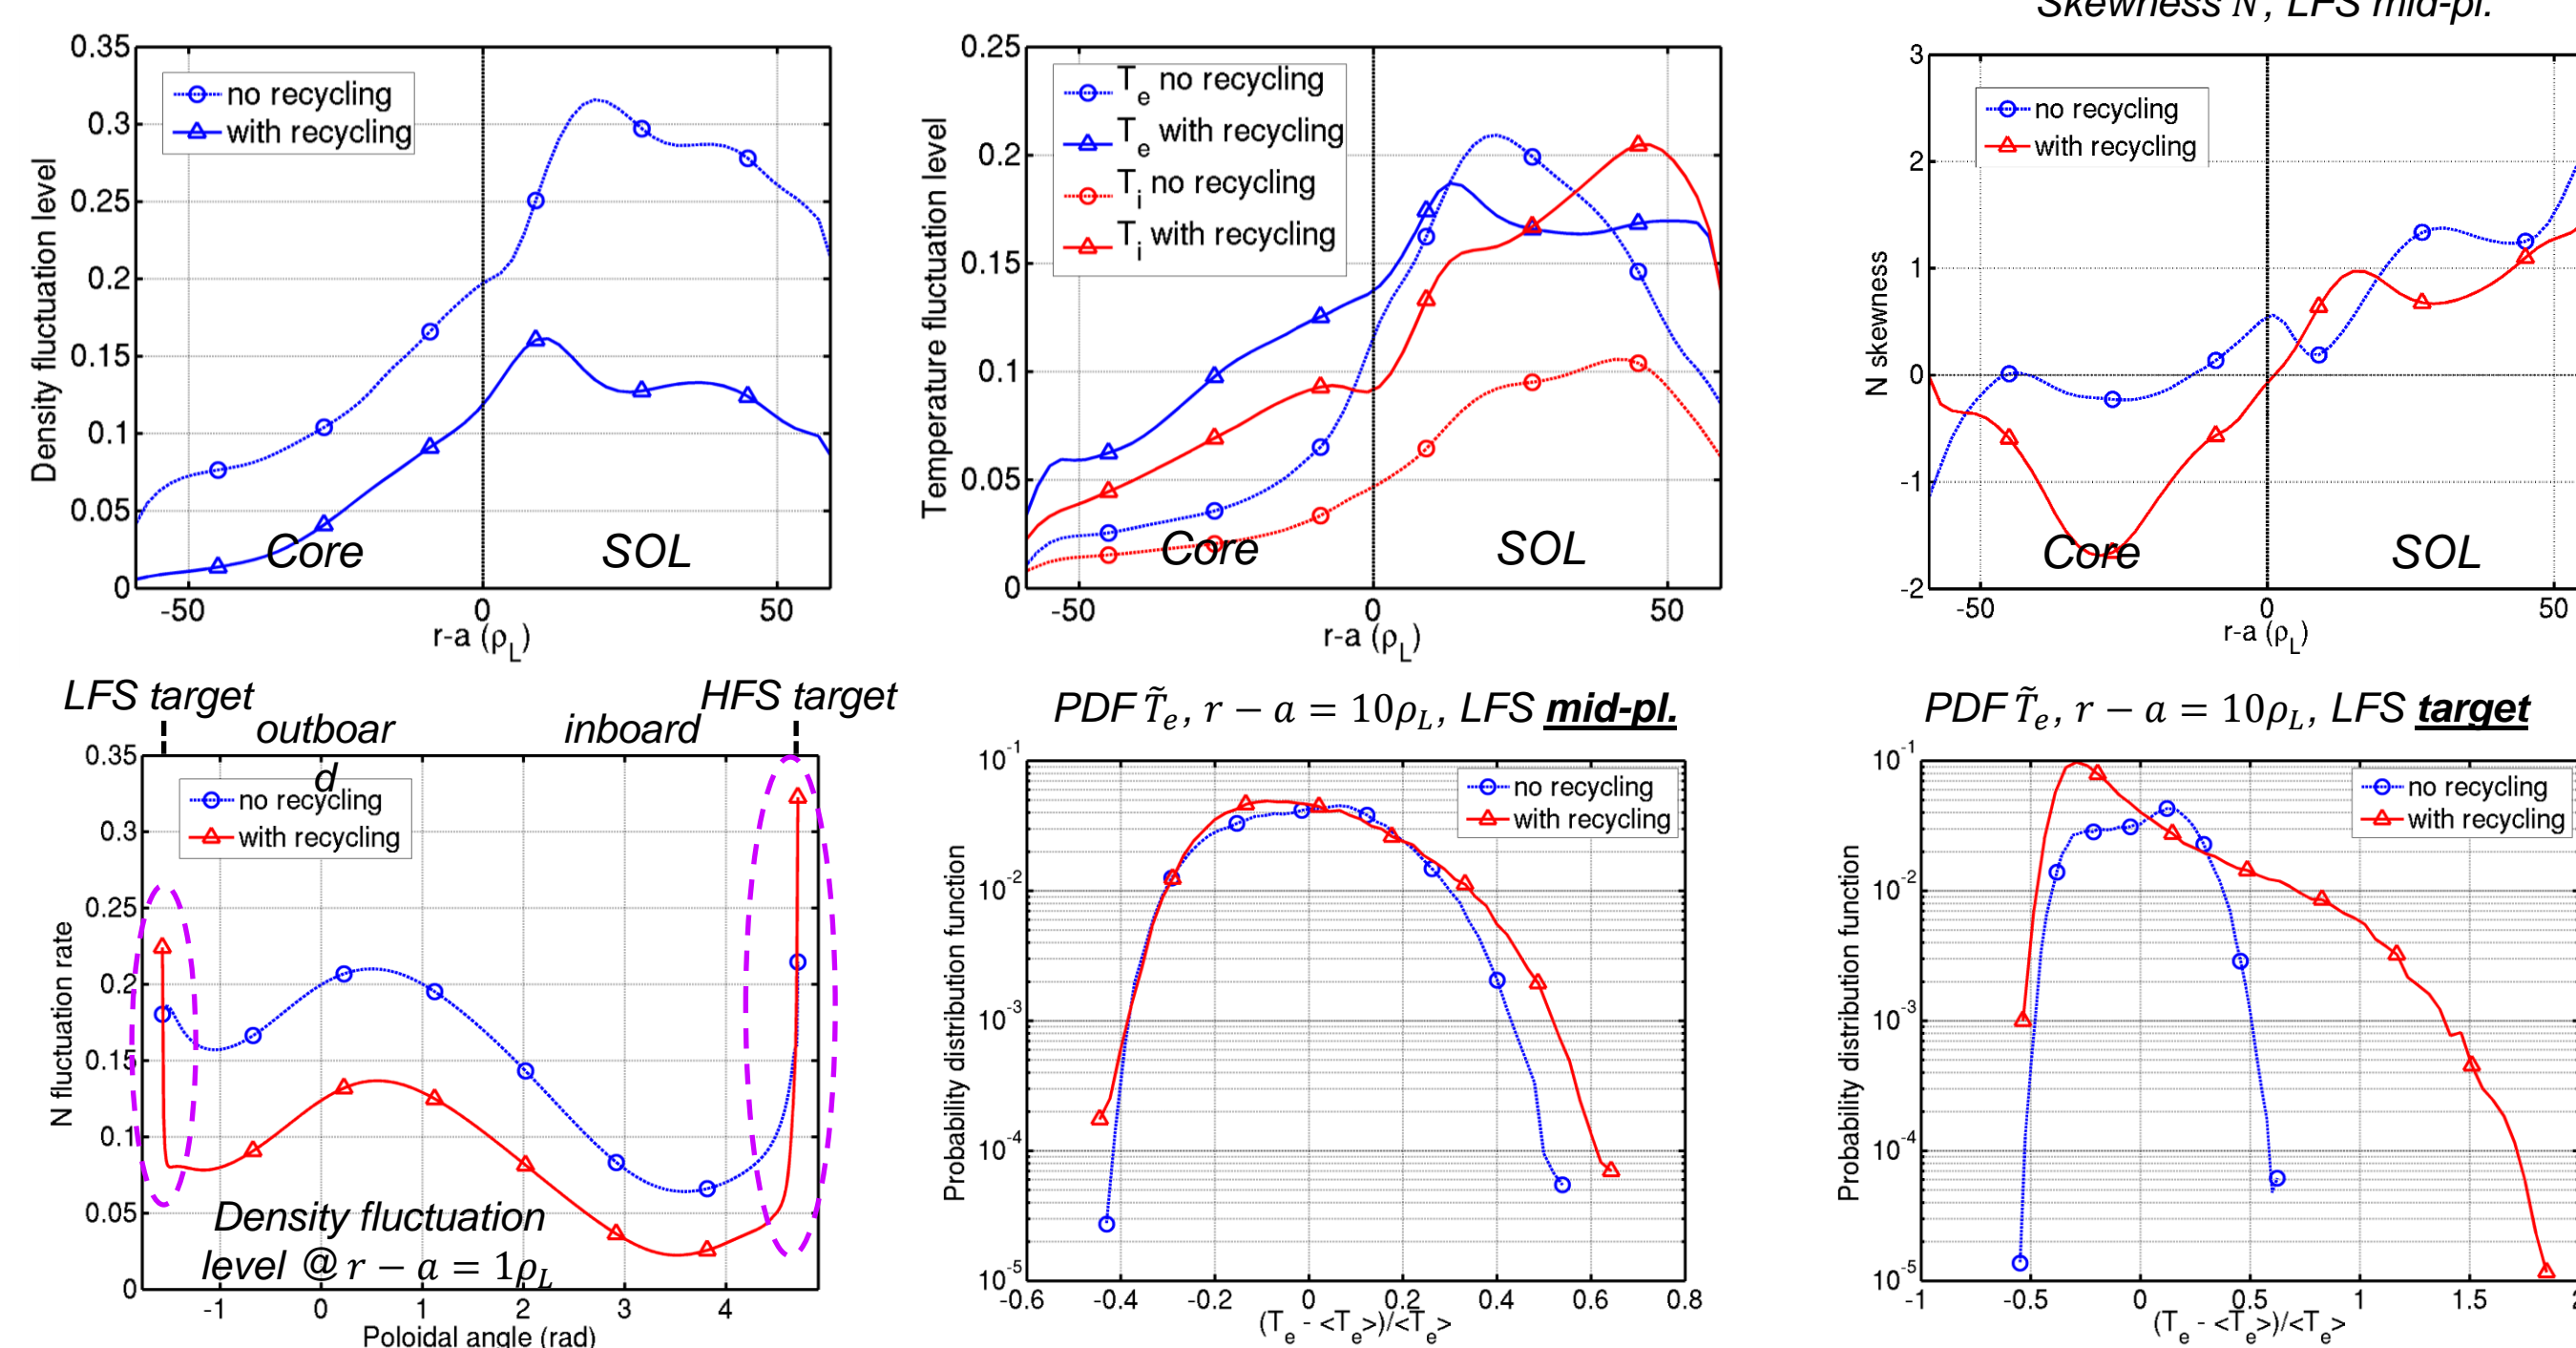 Skewness N , LFS mid-pl.
0.35
0.3
0.25
0.2
0.15
0.1
0.05
0
Density fluctuation level
no recycling
with recycling
Core
SOL
-50
0
50
r-a (ρL)
0.25
0.2
0.15
0.1
0.05
0
Temperature fluctuation level
Te no recycling
Te with recycling
Ti no recycling
Ti with recycling
Core
SOL
-50
0
50
r-a (ρL)
3
2
1
0
-1
-2
N skewness
no recycling
with recycling
Core
SOL
-50
0
50
r-a (ρL)
LFS target
HFS target
outboar
d
inboard
0.35
0.3
0.25
0.2
0.15
0.1
0.05
0
N fluctuation rate
no recycling
with recycling
Density fluctuation
level @ r − a = 1ρL
-1
0
1
2
3
4
Poloidal angle (rad)
PDF T̃e, r − a = 10ρL, LFS mid-pl.
10-1
10-2
10-3
10-4
10-5
Probability distribution function
no recycling
with recycling
-0.6
-0.4
-0.2
0
0.2
0.4
0.6
0.8
(Te - <Te>)/<Te>
PDF T̃e, r − a = 10ρL, LFS target
10-1
10-2
10-3
10-4
10-5
Probability distribution function
no recycling
with recycling
-1
-0.5
0
0.5
1
1.5
2
(Te - <Te>)/<Te>